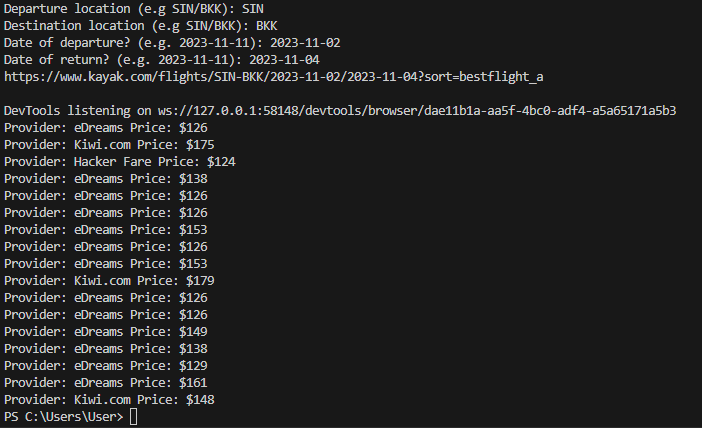 Departure location (e.g SIN/BKK): SIN
Destination location (e.g SIN/BKK): BKK
Date of departure? (e.g. 2023-11-11): 2023-11-02
Date of return? (e.g. 2023-11-11): 2023-11-04
https://www.kayak.com/flights/SIN-BKK/2023-11-02/2023-11-04?sort=bestflight_a
DevTools listening on ws://127.0.0.1:58148/devtools/browser/dae11b1a-aa5f-4bc0-adf4-a5a65171a5b3
Provider: eDreams Price: $126
Provider: Kiwi.com Price: $175
Provider: Hacker Fare Price: $124
Provider: eDreams Price: $138
Provider: eDreams Price: $126
Provider: eDreams Price: $126
Provider: eDreams Price: $153
Provider: eDreams Price: $126
Provider: eDreams Price: $153
Provider: Kiwi.com Price: $179
Provider: eDreams Price: $126
Provider: eDreams Price: $126
Provider: eDreams Price: $149
Provider: eDreams Price: $138
Provider: eDreams Price: $129
Provider: eDreams Price: $161
Provider: Kiwi.com Price: $148
PS C:\Users\User>